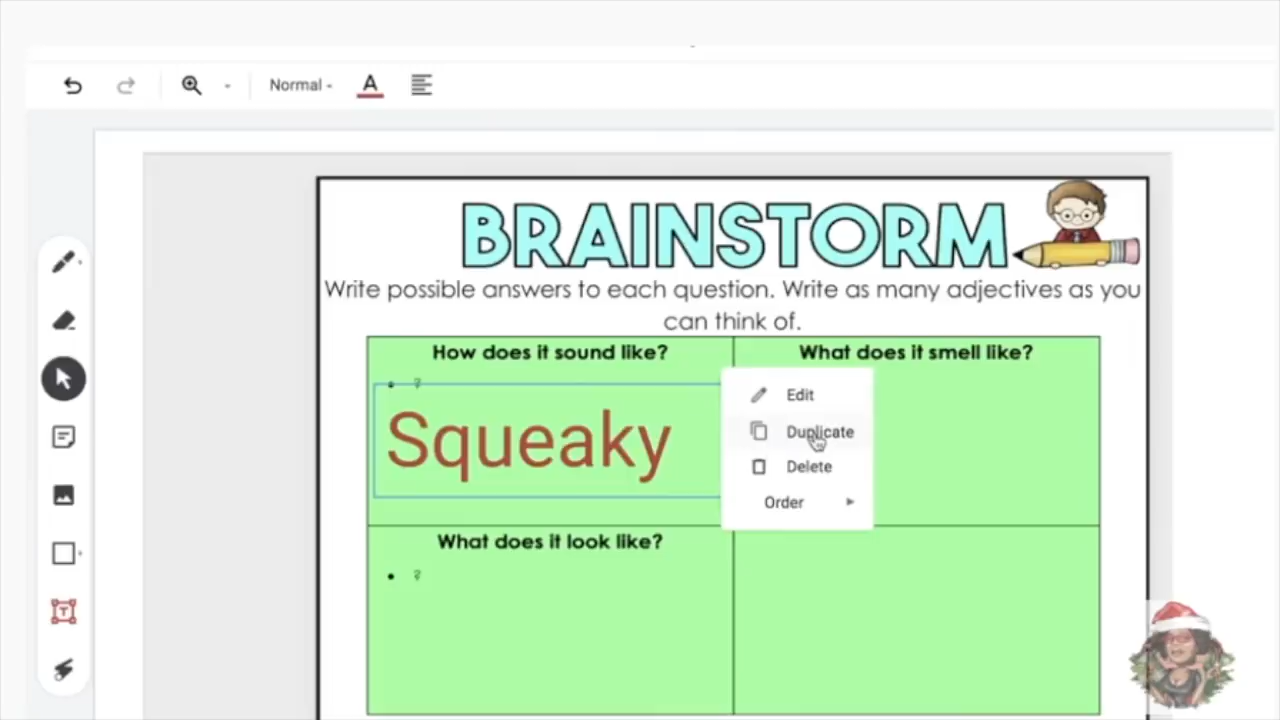 Normal
A
BRAINSTORM
Write possible answers to each question. Write as many adjectives as you
can think of.
How does it sound like?
What does it smell like?
• ?
Squeaky
Edit
Duplicate
Delete
Order
What does it look like?
• ?
T